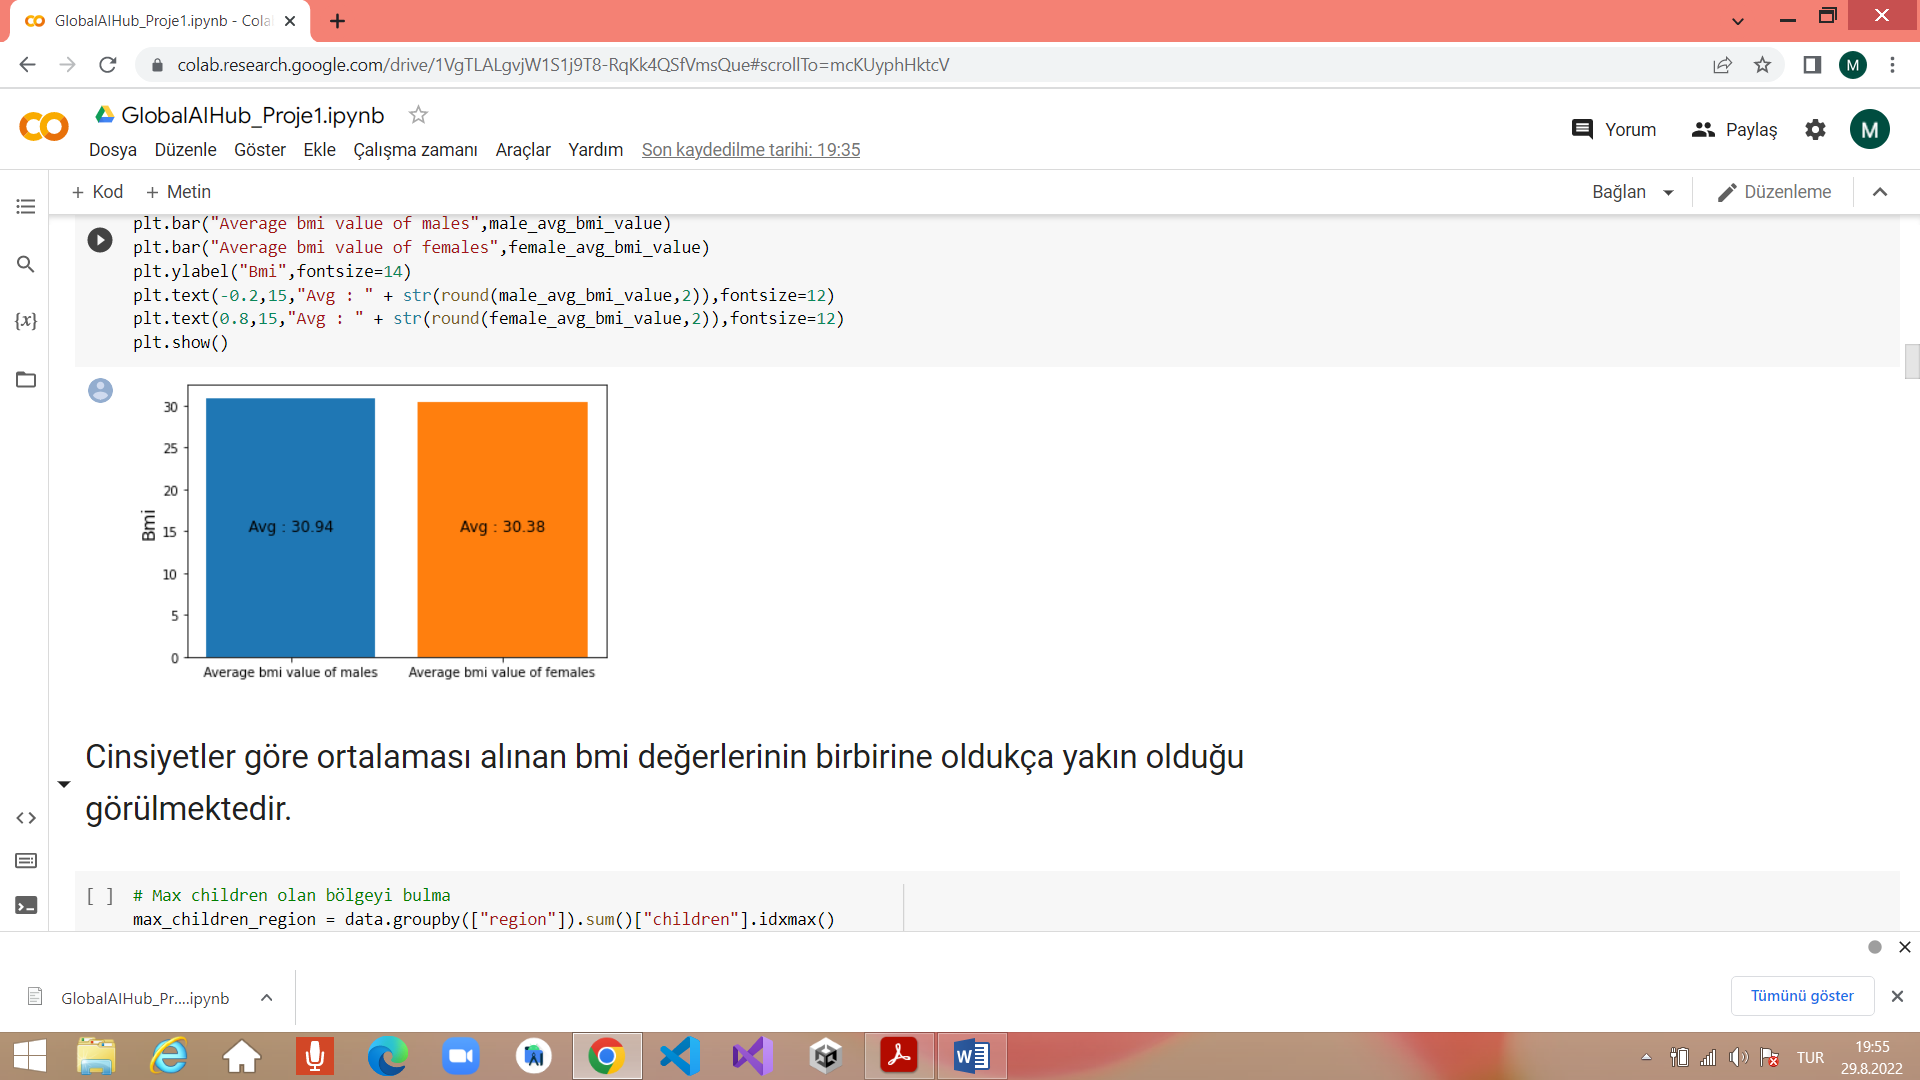 GlobalAIHub_Proje1.ipynb - Cola
colab.research.google.com/drive/1VgTLALgvjW1S1j9T8-RqKk4QSfVmsQue#scrollTo=mcKUyphHktcV
M
GlobalAIHub_Proje1.ipynb
Yorum
Paylaş
M
Dosya Düzenle Göster Ekle Çalışma zamanı Araçlar Yardım Son kaydedilme tarihi: 19:35
+ Kod + Metin
Bağlan
Düzenleme
{x}
plt.bar("Average bmi value of males",male_avg_bmi_value)
plt.bar("Average bmi value of females",female_avg_bmi_value)
plt.ylabel("Bmi",fontsize=14)
plt.text(-0.2,15,"Avg : " + str(round(male_avg_bmi_value,2)),fontsize=12)
plt.text(0.8,15,"Avg : " + str(round(female_avg_bmi_value,2)),fontsize=12)
plt.show()
30
25
20
15
10
5
0
Bmi
Avg : 30.94
Avg : 30.38
Average bmi value of males
Average bmi value of females
Cinsiyetler göre ortalaması alınan bmi değerlerinin birbirine oldukça yakın olduğu
görülmektedir.
[ ] # Max children olan bölgeyi bulma
max_children_region = data.groupby(["region"]).sum()["children"].idxmax()
GlobalAIHub_Pr....ipynb
Tümünü göster
TUR
19:55
29.8.2022